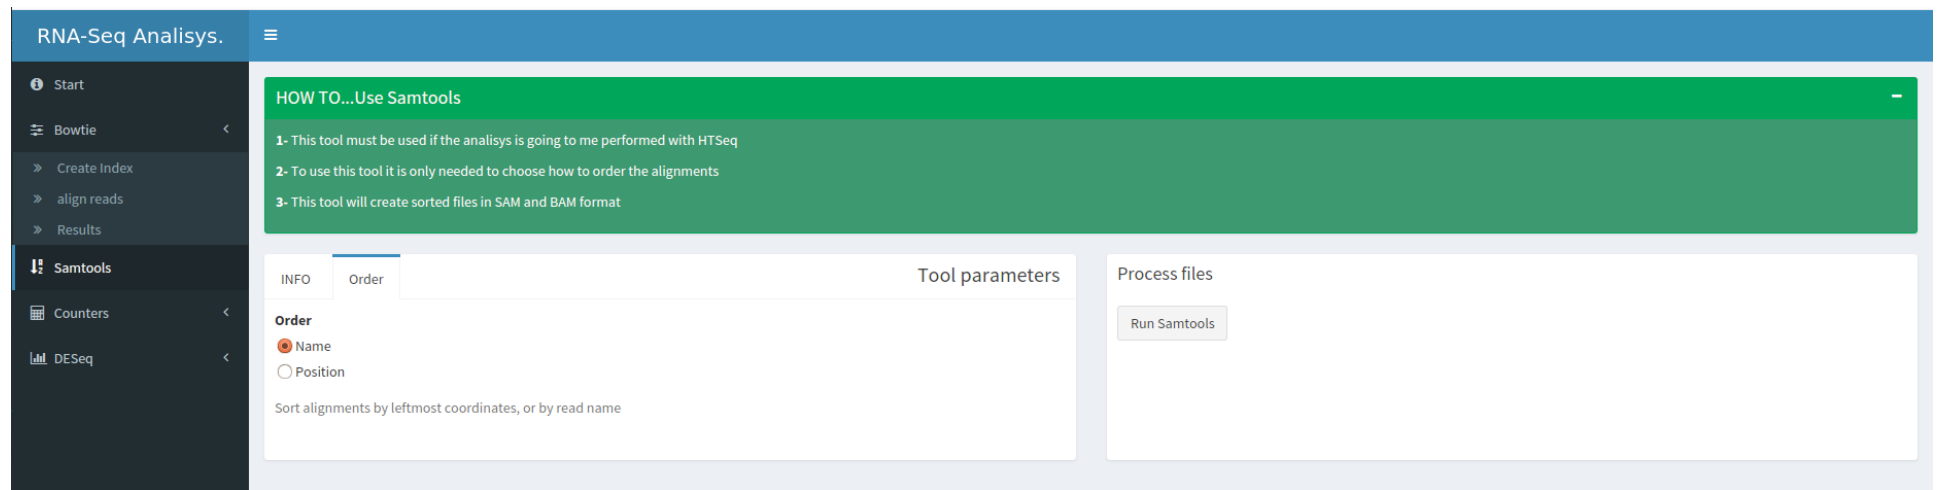 RNA-Seq Analisys.
Start
Bowtie
Create Index
align reads
Results
Samtools
Counters
DESeq
HOW TO...Use Samtools
1- This tool must be used if the analisys is going to me performed with HTSeq
2- To use this tool it is only needed to choose how to order the alignments
3- This tool will create sorted files in SAM and BAM format
INFO Order Tool parameters
Order
Name
Position
Sort alignments by leftmost coordinates, or by read name
Process files
Run Samtools